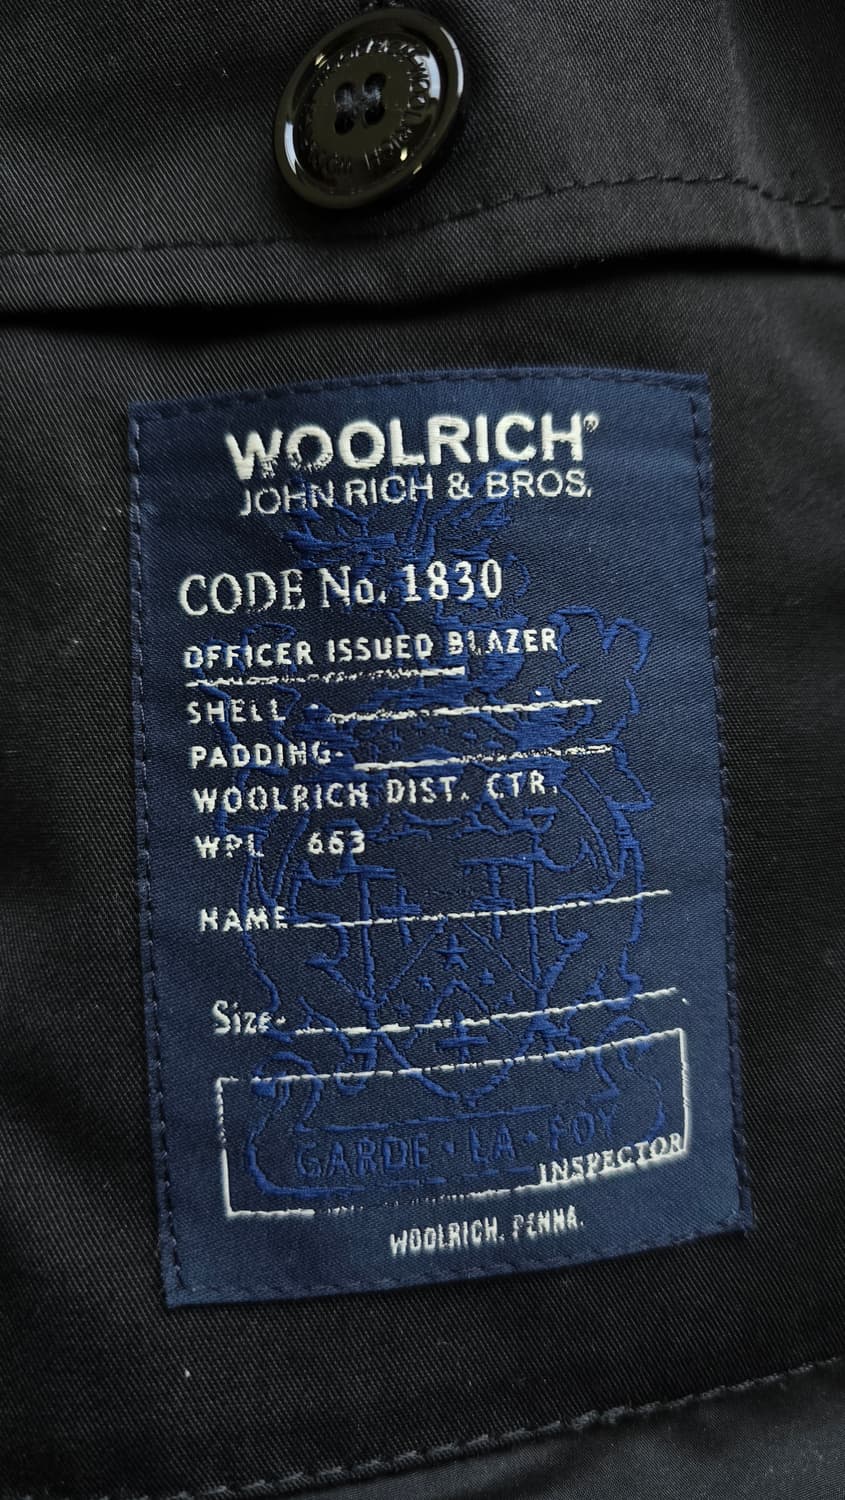 WOOLRICH
WOOLRICH®
JOHN RICH & BROS.
CODE No. 1830
OFFICER ISSUED BLAZER
SHELL -
PADDING-
WOOLRICH DIST. CTR.
WPL 663
NAME
Size-
GARDE · LA · FOY
INSPECTOR
WOOLRICH, PENNA.